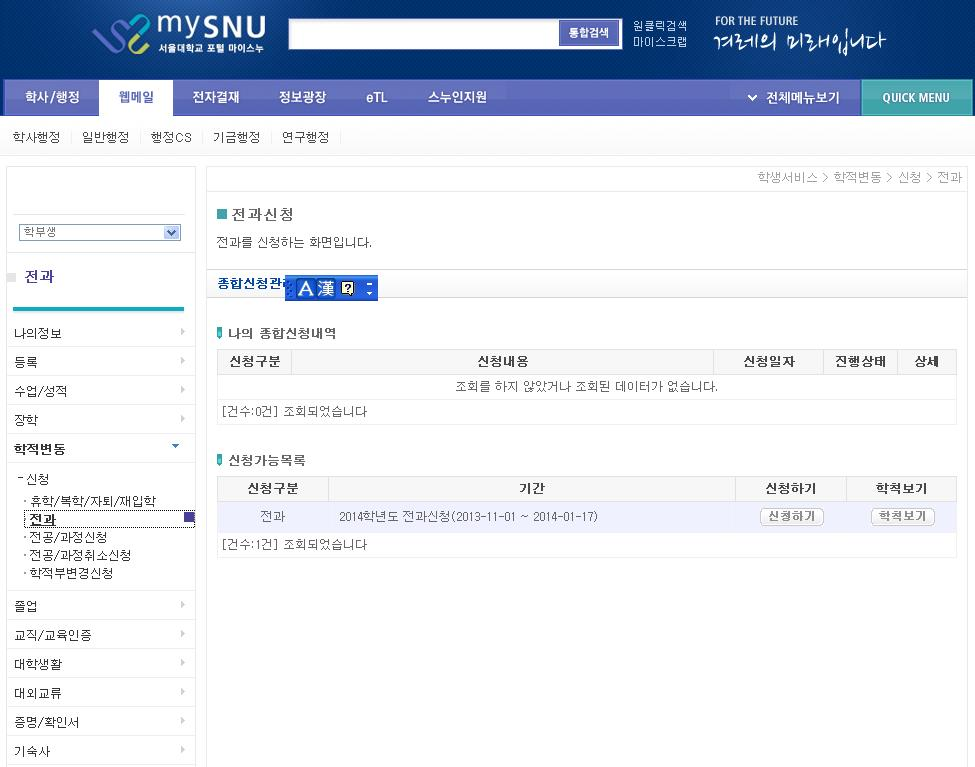 mySNU
서울대학교 포털 마이스누
통합검색
원클릭검색
마이스크랩
FOR THE FUTURE
겨레의 미래입니다
학사/행정 웹메일 전자결재 정보광장 eTL 스누인지원 전체메뉴보기 QUICK MENU
학사행정 일반행정 행정CS 기금행정 연구행정
학생서비스 > 학적변동 > 신청 > 전과
학부생
전과
나의정보
등록
수업/성적
장학
학적변동
- 신청
· 휴학/복학/자퇴/재입학
전과
· 전공/과정신청
· 전공/과정취소신청
· 학적부변경신청
졸업
교직/교육인증
대학생활
대외교류
증명/확인서
기숙사
전과신청
전과를 신청하는 화면입니다.
종합신청관
A 漢 ?
나의 종합신청내역
신청구분 신청내용 신청일자 진행상태 상세
조회를 하지 않았거나 조회된 데이터가 없습니다.
[건수:0건] 조회되었습니다
신청가능목록
신청구분 기간 신청하기 학칙보기
전과 2014학년도 전과신청(2013-11-01 ~ 2014-01-17) 신청하기 학칙보기
[건수:1건] 조회되었습니다